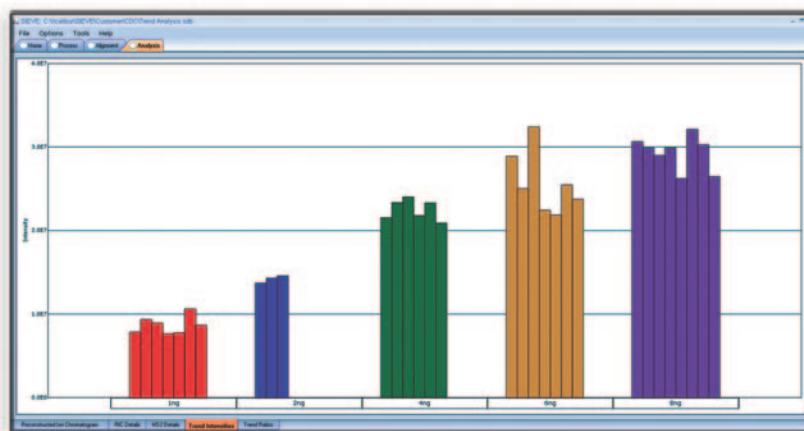 SIEVE: C:\Xcalibur\SIEVE\Customer\CDC\Trend Analysis.sdb
File Options Tools Help
Home Process Alignment Analysis
4.0E7
3.0E7
2.0E7
1.0E7
0.0E0
Intensity
1ng 2ng 4ng 6ng 8ng
Reconstructed Ion Chromatogram RIC Details MS2 Details Trend Intensities Trend Ratios